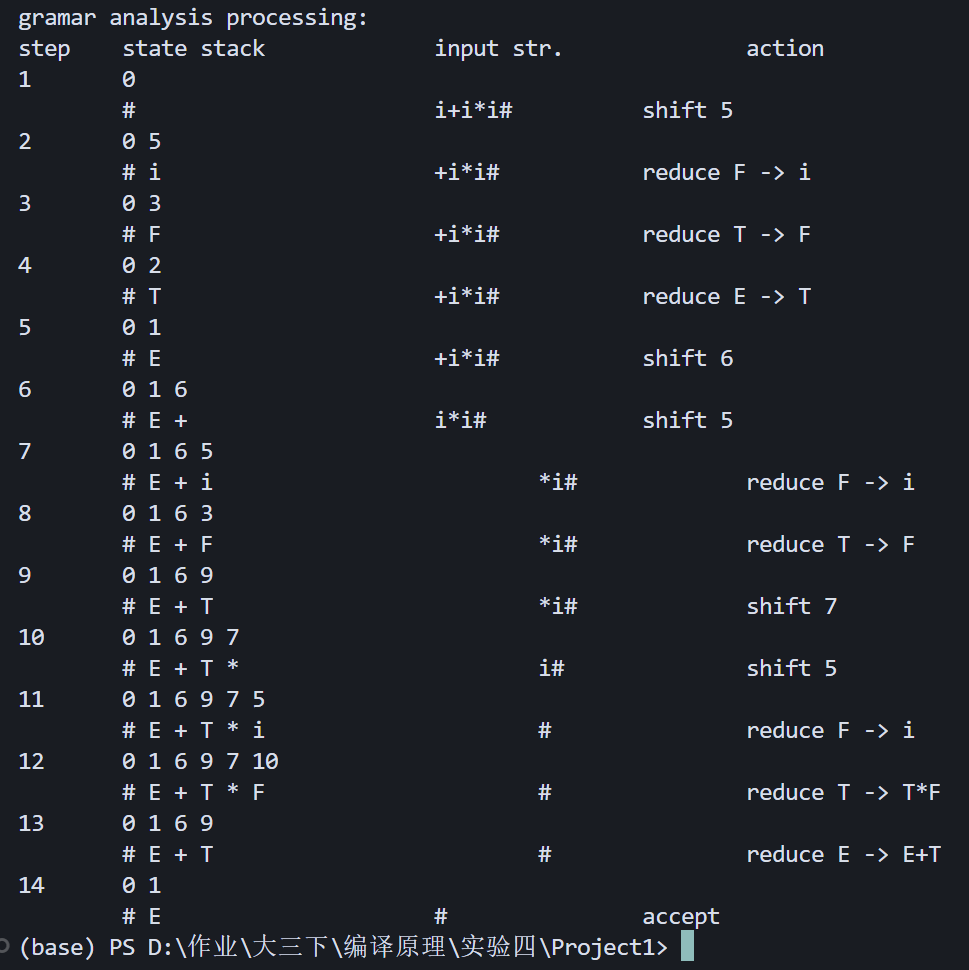 gramar analysis processing:
step    state stack             input str.              action
1       0
        #                       i+i*i#          shift 5
2       0 5
        # i                     +i*i#           reduce F -> i
3       0 3
        # F                     +i*i#           reduce T -> F
4       0 2
        # T                     +i*i#           reduce E -> T
5       0 1
        # E                     +i*i#           shift 6
6       0 1 6
        # E +                   i*i#            shift 5
7       0 1 6 5
        # E + i                         *i#             reduce F -> i
8       0 1 6 3
        # E + F                         *i#             reduce T -> F
9       0 1 6 9
        # E + T                         *i#             shift 7
10      0 1 6 9 7
        # E + T *                       i#              shift 5
11      0 1 6 9 7 5
        # E + T * i                     #               reduce F -> i
12      0 1 6 9 7 10
        # E + T * F                     #               reduce T -> T*F
13      0 1 6 9
        # E + T                         #               reduce E -> E+T
14      0 1
        # E                     #               accept
(base) PS D:\作业\大三下\编译原理\实验四\Project1>